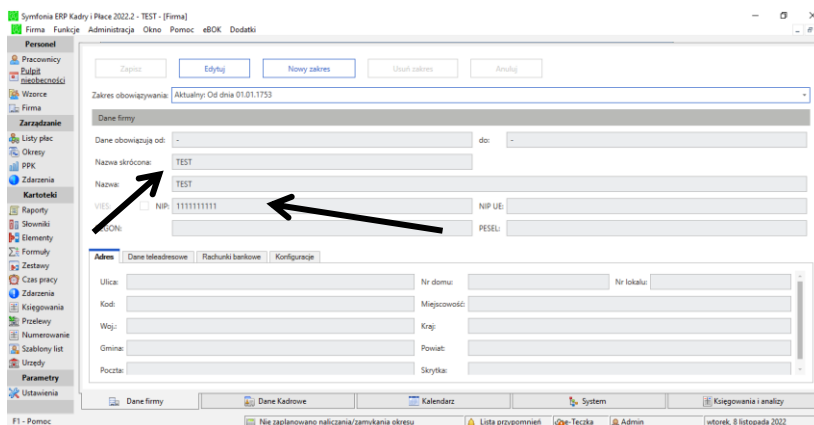 Symfonia ERP Kadry i Płace 2022.2 - TEST - [Firma]
Firma Funkcje Administracja Okno Pomoc eBOK Dodatki
Personel
Pracownicy
Pulpit
nieobecności
Wzorce
Firma
Zarządzanie
Listy płac
Okresy
PPK
Zdarzenia
Kartoteki
Raporty
Słowniki
Elementy
Formuły
Zestawy
Czas pracy
Zdarzenia
Księgowania
Przelewy
Numerowanie
Szablony list
Urzędy
Parametry
Ustawienia
Zapisz Edytuj Nowy zakres Usuń zakres Anuluj
Zakres obowiązywania: Aktualny: Od dnia 01.01.1753
Dane firmy
Dane obowiązują od: - do: -
Nazwa skrócona: TEST
Nazwa: TEST
VIES: NIP: 1111111111 NIP UE:
PESEL:
Adres Dane teleadresowe Rachunki bankowe Konfiguracje
Ulica: Nr domu: Nr lokalu:
Kod: Miejscowość:
Woj.: Kraj:
Gmina: Powiat:
Poczta: Skrytka:
Dane firmy Dane Kadrowe Kalendarz System Księgowania i analizy
F1 - Pomoc Nie zaplanowano naliczania/zamykania okresu Lista przypomnień e-Teczka Admin wtorek, 8 listopada 2022